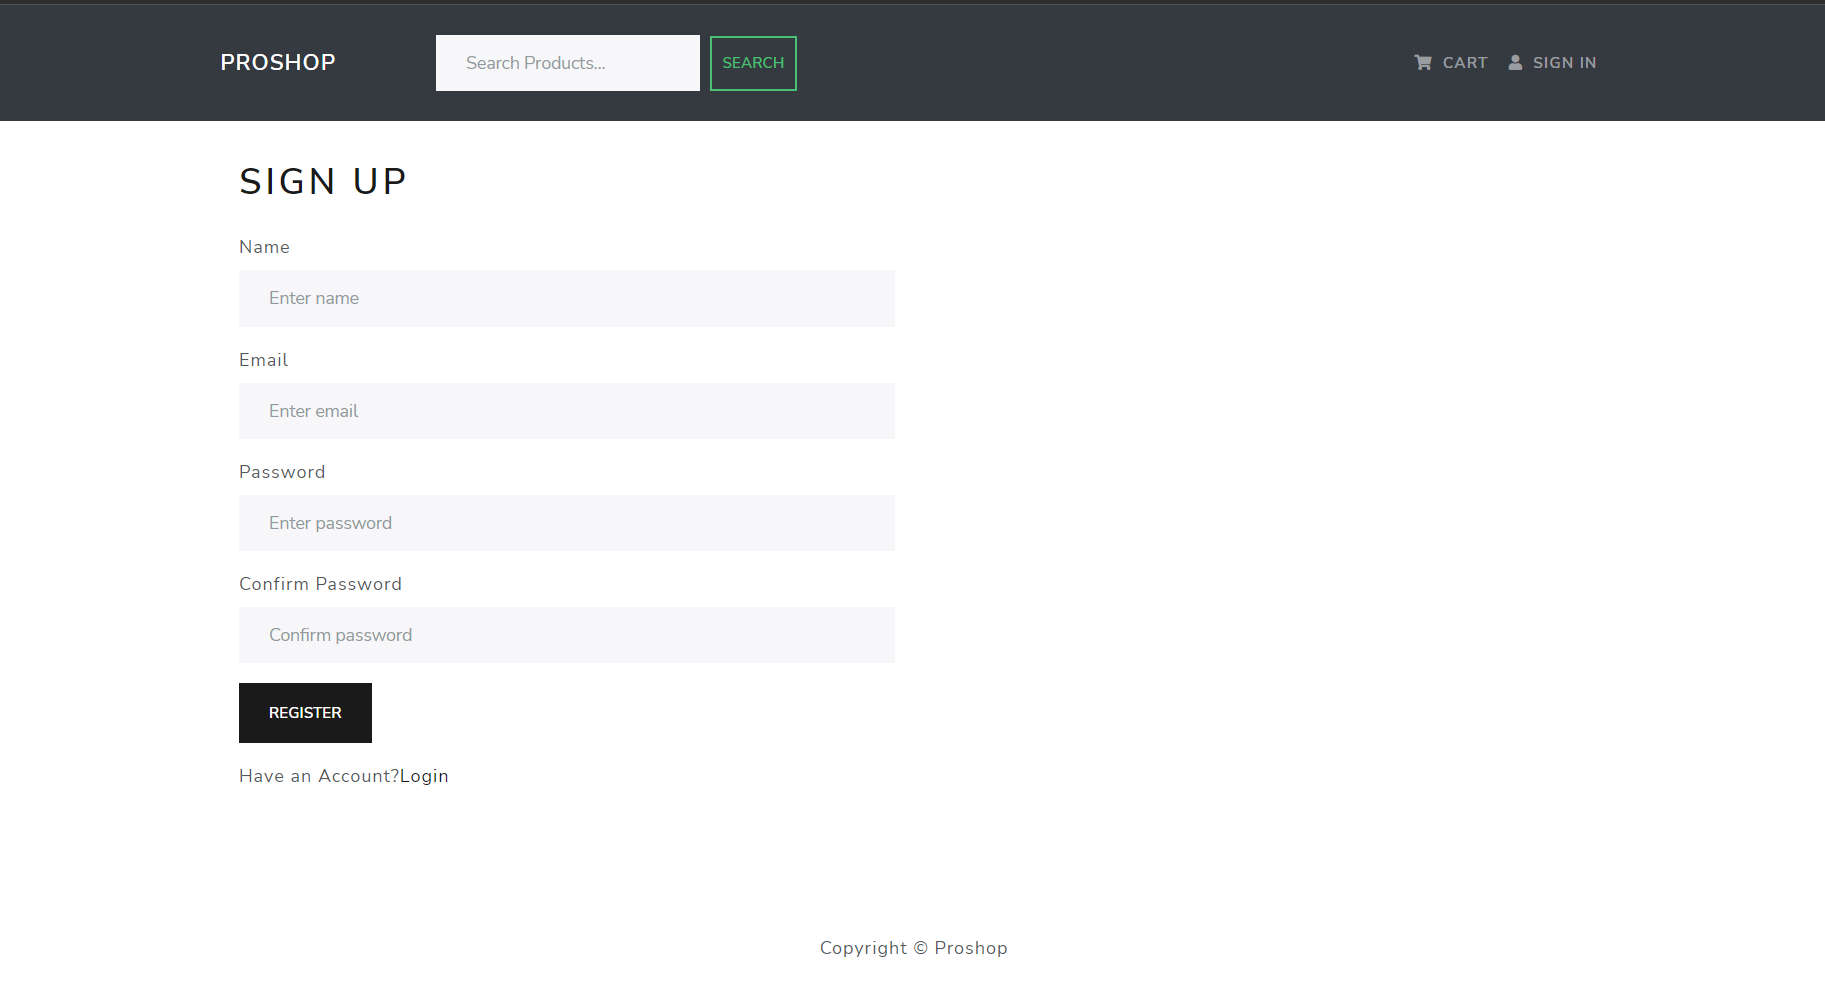 PROSHOP Search Products... SEARCH CART SIGN IN
SIGN UP
Name
Enter name
Email
Enter email
Password
Enter password
Confirm Password
Confirm password
REGISTER
Have an Account?Login
Copyright © Proshop